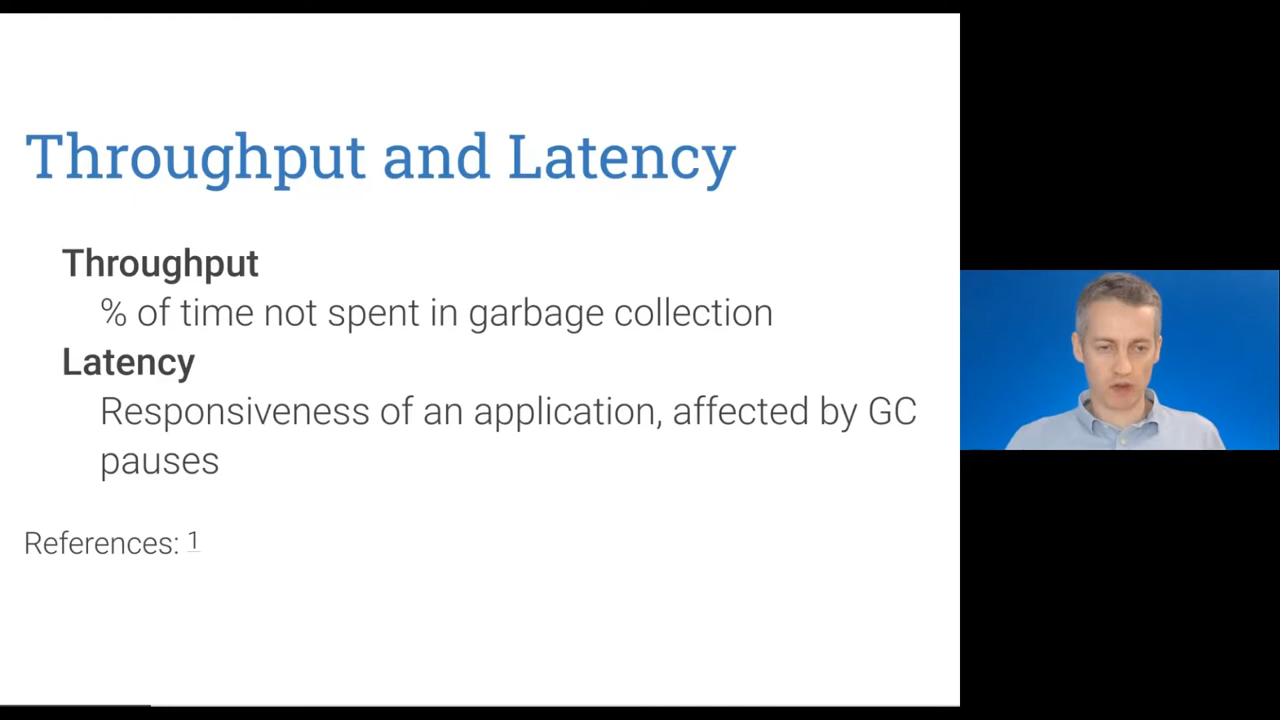 Throughput and Latency
Throughput
% of time not spent in garbage collection
Latency
Responsiveness of an application, affected by GC
pauses
References: 1